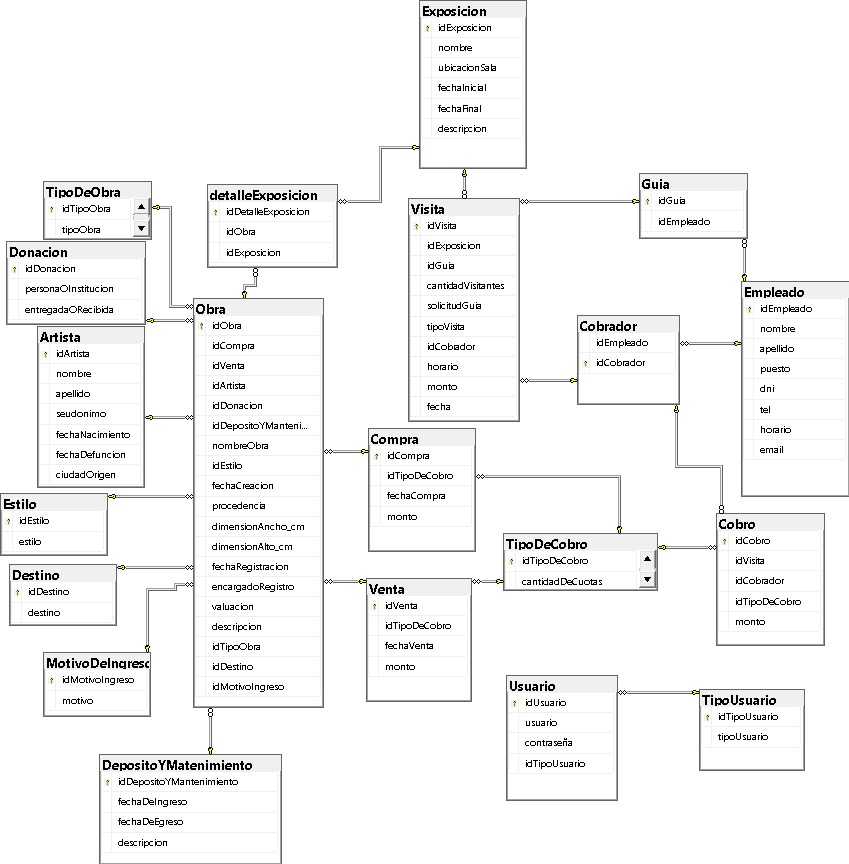 Exposicion
idExposicion
nombre
ubicacionSala
fechaInicial
fechaFinal
descripcion
TipoDeObra
idTipoObra
tipoObra
detalleExposicion
idDetalleExposicion
idObra
idExposicion
Visita
idVisita
idExposicion
idGuia
cantidadVisitantes
solicitudGuia
tipoVisita
idCobrador
horario
monto
fecha
Guia
idGuia
idEmpleado
Donacion
idDonacion
personaOInstitucion
entregadaORecibida
Artista
idArtista
nombre
apellido
seudonimo
fechaNacimiento
fechaDefuncion
ciudadOrigen
Obra
idObra
idCompra
idVenta
idArtista
idDonacion
idDepositoYManteni...
nombreObra
idEstilo
fechaCreacion
procedencia
dimensionAncho_cm
dimensionAlto_cm
fechaRegistracion
encargadoRegistro
valuacion
descripcion
idTipoObra
idDestino
idMotivoIngreso
Cobrador
idEmpleado
idCobrador
Empleado
idEmpleado
nombre
apellido
puesto
dni
tel
horario
email
Compra
idCompra
idTipoDeCobro
fechaCompra
monto
Estilo
idEstilo
estilo
TipoDeCobro
idTipoDeCobro
cantidadDeCuotas
Cobro
idCobro
idVisita
idCobrador
idTipoDeCobro
monto
Destino
idDestino
destino
Venta
idVenta
idTipoDeCobro
fechaVenta
monto
MotivoDeIngreso
idMotivoIngreso
motivo
Usuario
idUsuario
usuario
contraseña
idTipoUsuario
TipoUsuario
idTipoUsuario
tipoUsuario
DepositoYMatenimiento
idDepositoYMantenimiento
fechaDeIngreso
fechaDeEgreso
descripcion